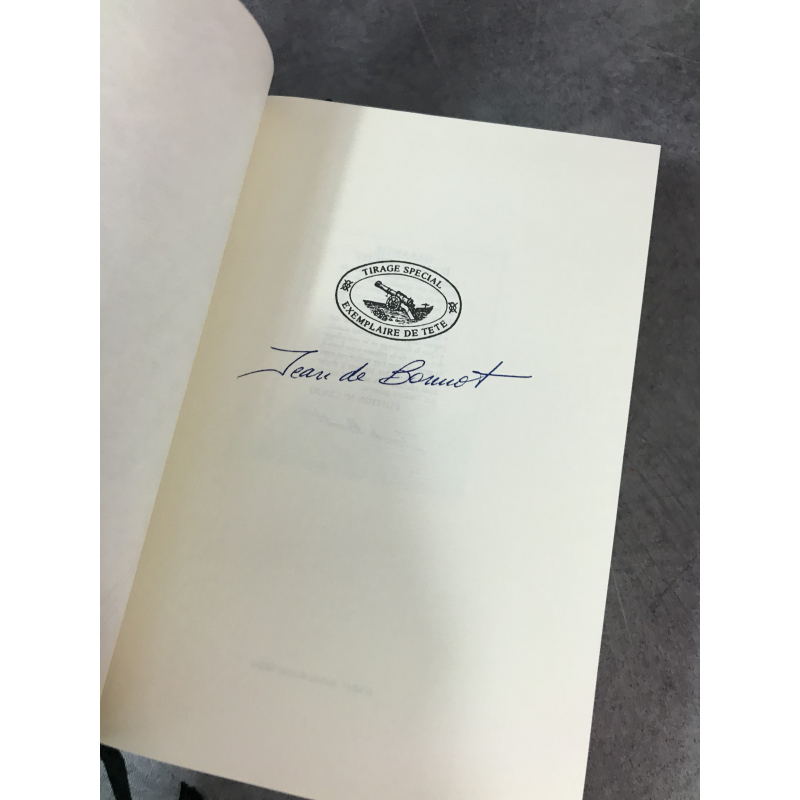 TIRAGE SPECIAL
EXEMPLAIRE DE TETE
Jean de Bonnot